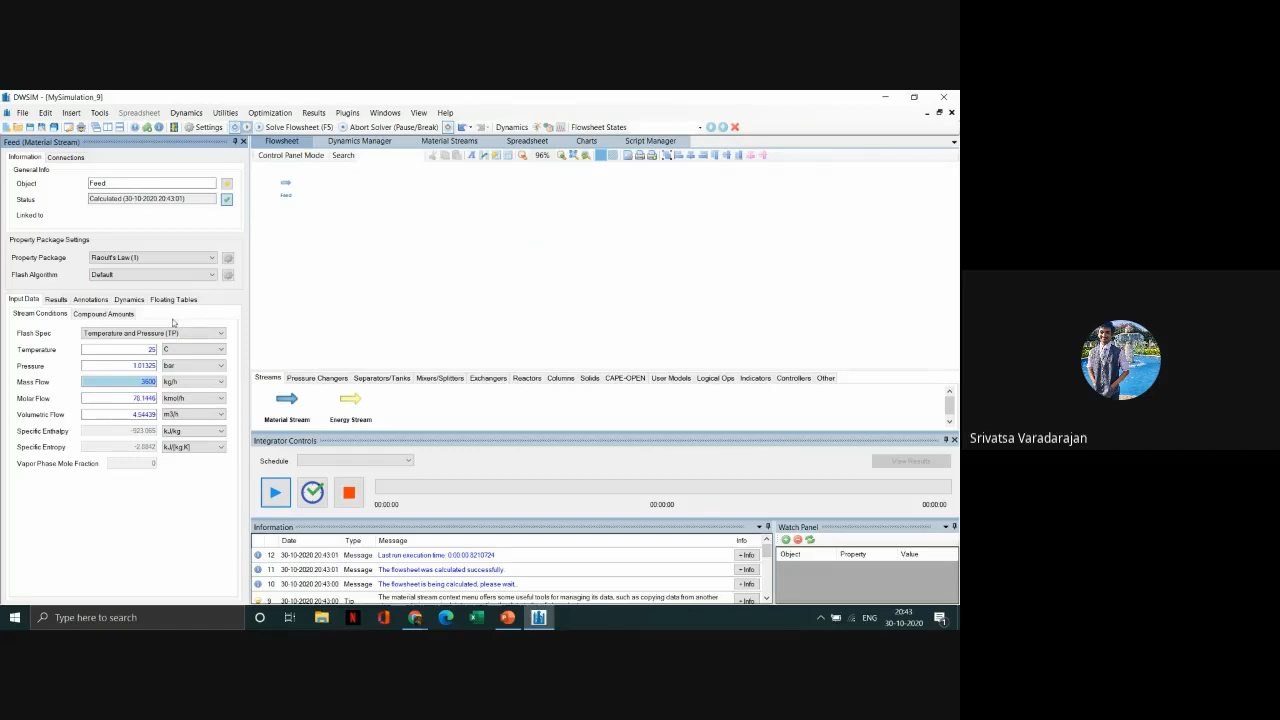 DWSIM - [MySimulation_9]
File Edit Insert Tools Spreadsheet Dynamics Utilities Optimization Results Plugins Windows View Help
Settings Solve Flowsheet (F5) Abort Solver (Pause/Break) Dynamics Flowsheet States
Feed (Material Stream)
Information Connections
General Info
Object Feed
Status Calculated (30-10-2020 20:43:01)
Linked to
Property Package Settings
Property Package Raoult's Law (1)
Flash Algorithm Default
Input Data Results Annotations Dynamics Floating Tables
Stream Conditions Compound Amounts
Flash Spec Temperature and Pressure (TP)
Temperature 25 C
Pressure 1.01325 bar
Mass Flow 3600 kg/h
Molar Flow 78.1446 kmol/h
Volumetric Flow 4.54439 m3/h
Specific Enthalpy -923.065 kJ/kg
Specific Entropy -2.5842 kJ/[kg.K]
Vapor Phase Mole Fraction 0
Flowsheet Dynamics Manager Material Streams Spreadsheet Charts Script Manager
Control Panel Mode Search 96%
Feed
Streams Pressure Changers Separators/Tanks Mixers/Splitters Exchangers Reactors Columns Solids CAPE-OPEN User Models Logical Ops Indicators Controllers Other
Material Stream Energy Stream
Integrator Controls
Schedule View Results
00:00:00 00:00:00 00:00:00
Information
Date Type Message Info
12 30-10-2020 20:43:01 Message Last run execution time: 0:00:00.8210724 + Info
11 30-10-2020 20:43:01 Message The flowsheet was calculated successfully. + Info
10 30-10-2020 20:43:00 Message The flowsheet is being calculated, please wait... + Info
9 30-10-2020 20:43:00 Tip The material stream context menu offers some useful tools for managing its data, such as copying data from another + Info
Watch Panel
Object Property Value
Type here to search
ENG
20:43
30-10-2020
Srivatsa Varadarajan